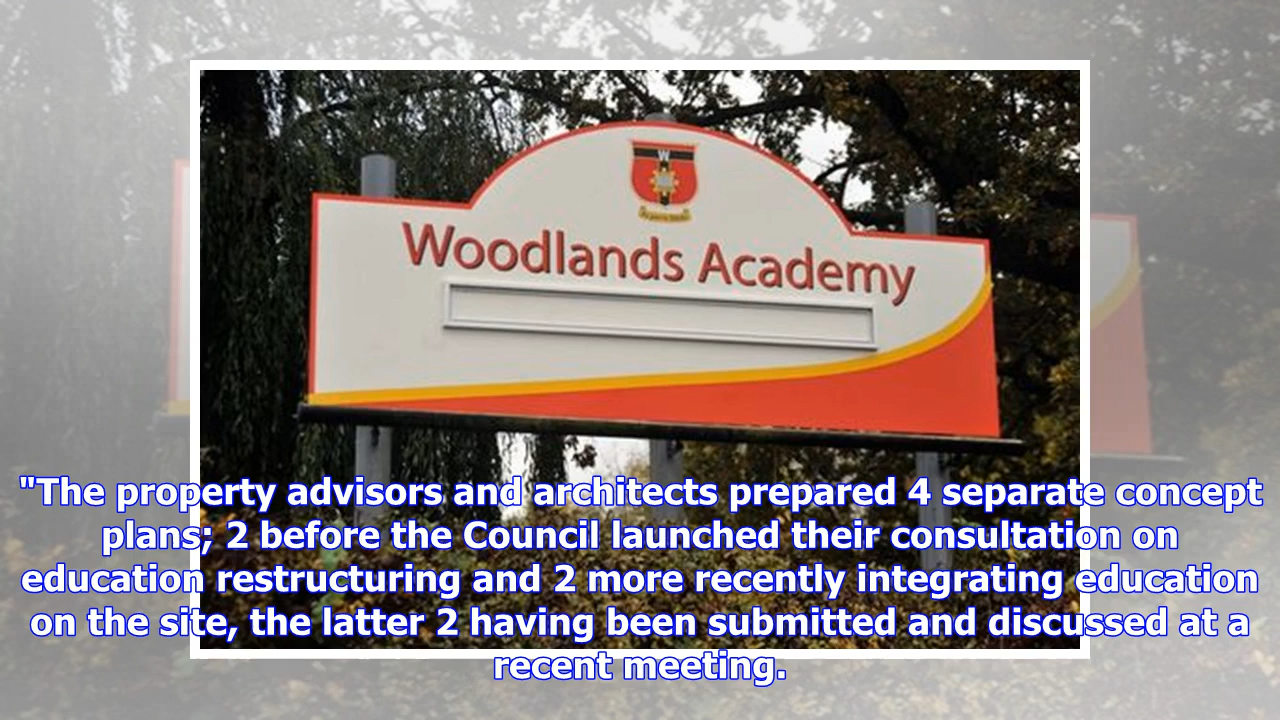 W
Woodlands Academy
"The property advisors and architects prepared 4 separate concept
plans; 2 before the Council launched their consultation on
education restructuring and 2 more recently integrating education
on the site, the latter 2 having been submitted and discussed at a
recent meeting.